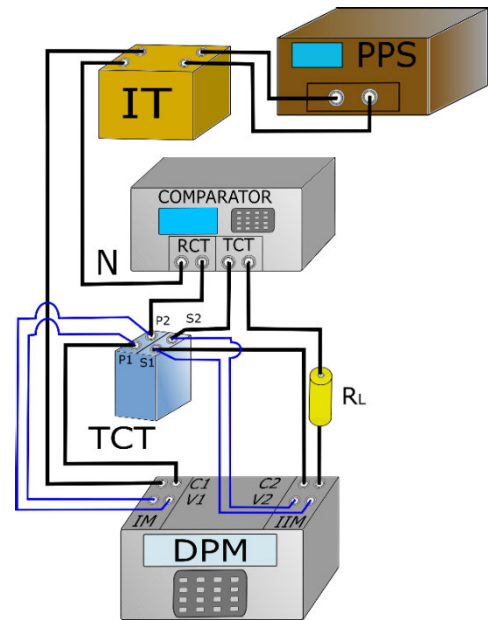 PPS
IT
COMPARATOR
RCT TCT
N
P2 S2
P1 S1
TCT
RL
C1 C2
V1 V2
IM IIM
DPM